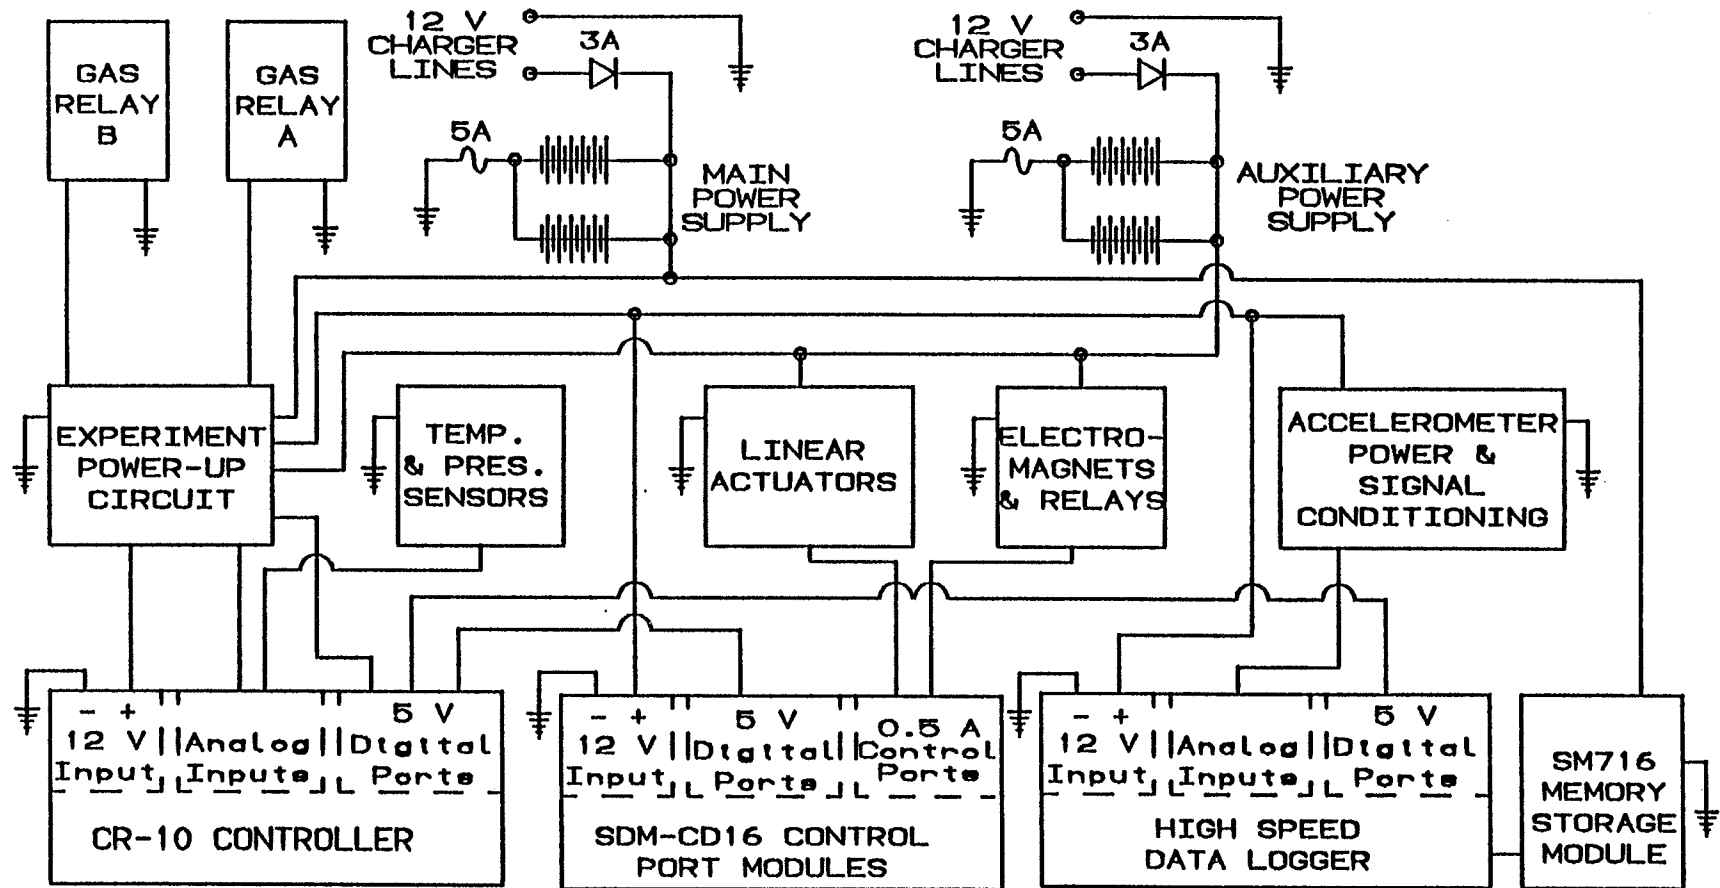 GAS
RELAY
B
GAS
RELAY
A
12 V
CHARGER
LINES
3A
5A
MAIN
POWER
SUPPLY
12 V
CHARGER
LINES
3A
5A
AUXILIARY
POWER
SUPPLY
EXPERIMENT
POWER-UP
CIRCUIT
TEMP.
& PRES.
SENSORS
LINEAR
ACTUATORS
ELECTRO-
MAGNETS
& RELAYS
ACCELEROMETER
POWER &
SIGNAL
CONDITIONING
- +
12 V
Input
Analog
Inputs
5 V
Digital
Ports
CR-10 CONTROLLER
- +
12 V
Input
5 V
Digital
Ports
0.5 A
Control
Ports
SDM-CD16 CONTROL
PORT MODULES
- +
12 V
Input
Analog
Inputs
5 V
Digital
Ports
HIGH SPEED
DATA LOGGER
SM716
MEMORY
STORAGE
MODULE